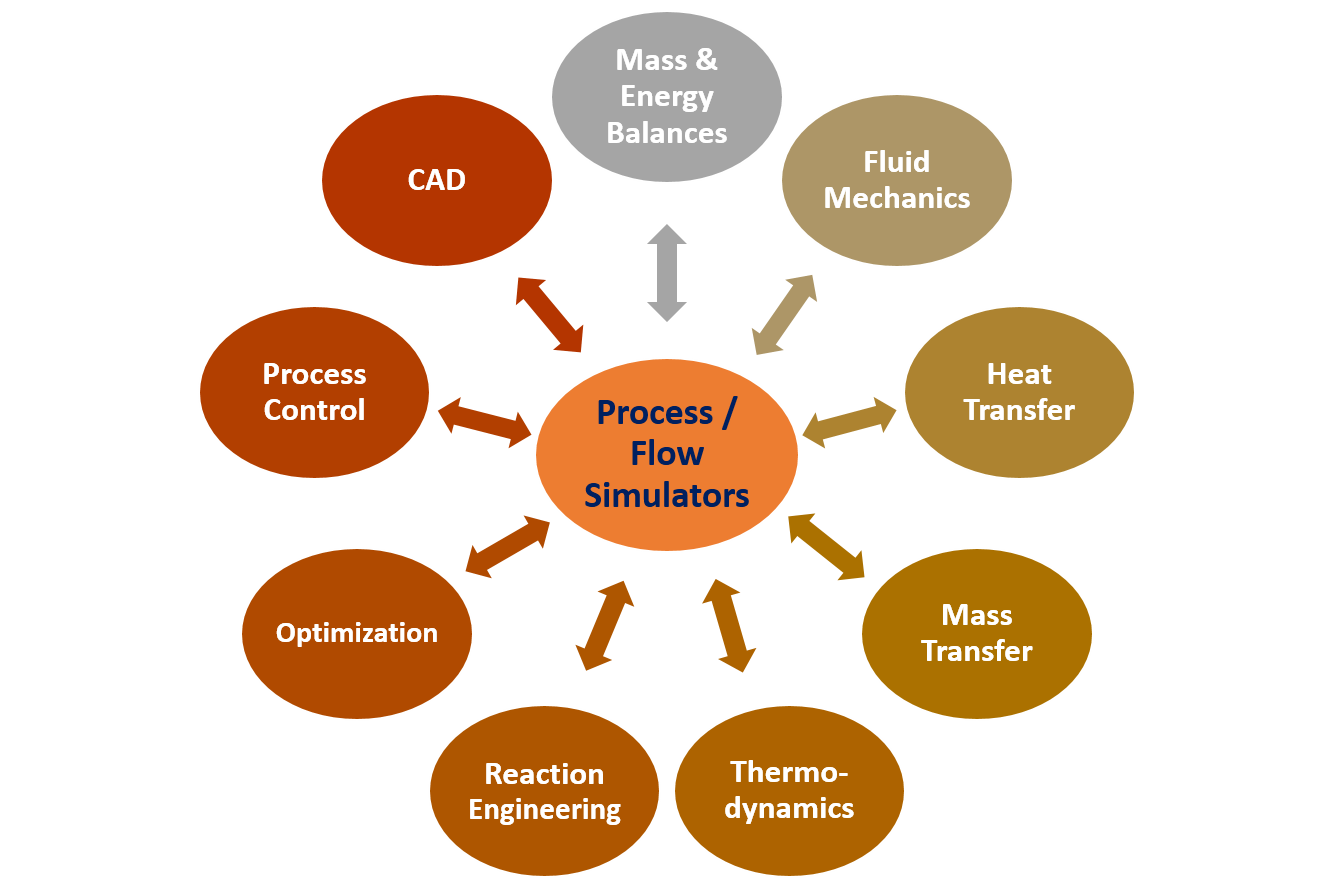 Mass &
Energy
Balances
Fluid
Mechanics
Heat
Transfer
Mass
Transfer
Thermo-
dynamics
Reaction
Engineering
Optimization
Process
Control
CAD
Process /
Flow
Simulators